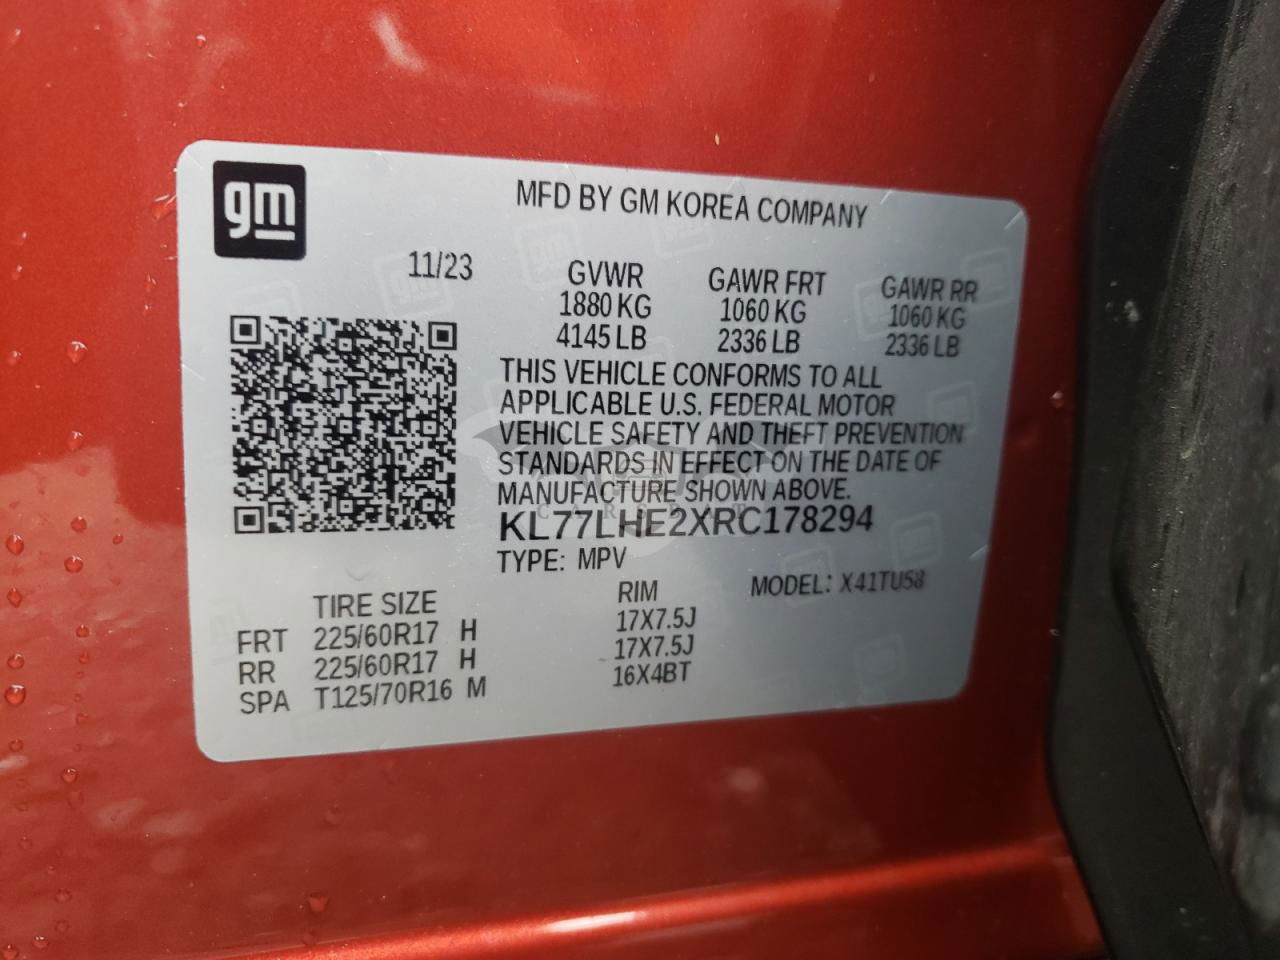 gm
MFD BY GM KOREA COMPANY
11/23
GVWR GAWR FRT GAWR RR
1880 KG 1060 KG 1060 KG
4145 LB 2336 LB 2336 LB
THIS VEHICLE CONFORMS TO ALL
APPLICABLE U.S. FEDERAL MOTOR
VEHICLE SAFETY AND THEFT PREVENTION
STANDARDS IN EFFECT ON THE DATE OF
MANUFACTURE SHOWN ABOVE.
KL77LHE2XRC178294
TYPE: MPV MODEL: X41TU58
TIRE SIZE RIM
FRT 225/60R17 H 17X7.5J
RR 225/60R17 H 17X7.5J
SPA T125/70R16 M 16X4BT